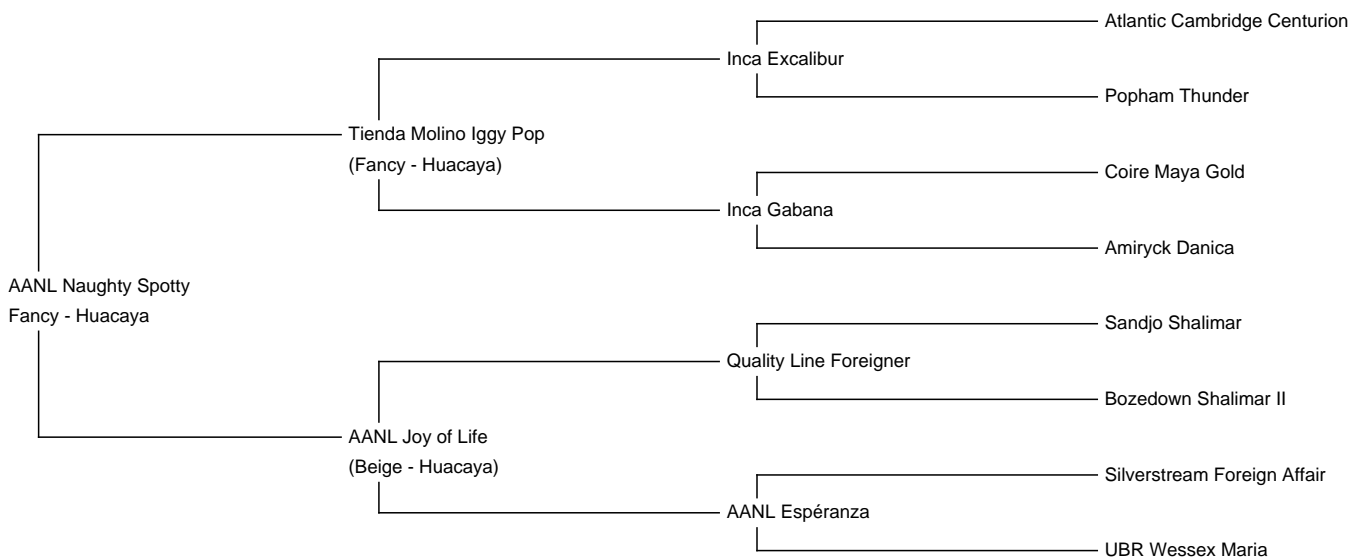 Atlantic Cambridge Centurion
Inca Excalibur
Popham Thunder
Tienda Molino Iggy Pop
(Fancy - Huacaya)
Coire Maya Gold
Inca Gabana
Amiryck Danica
AANL Naughty Spotty
Fancy - Huacaya
Sandjo Shalimar
Quality Line Foreigner
Bozedown Shalimar II
AANL Joy of Life
(Beige - Huacaya)
Silverstream Foreign Affair
AANL Espéranza
UBR Wessex Maria